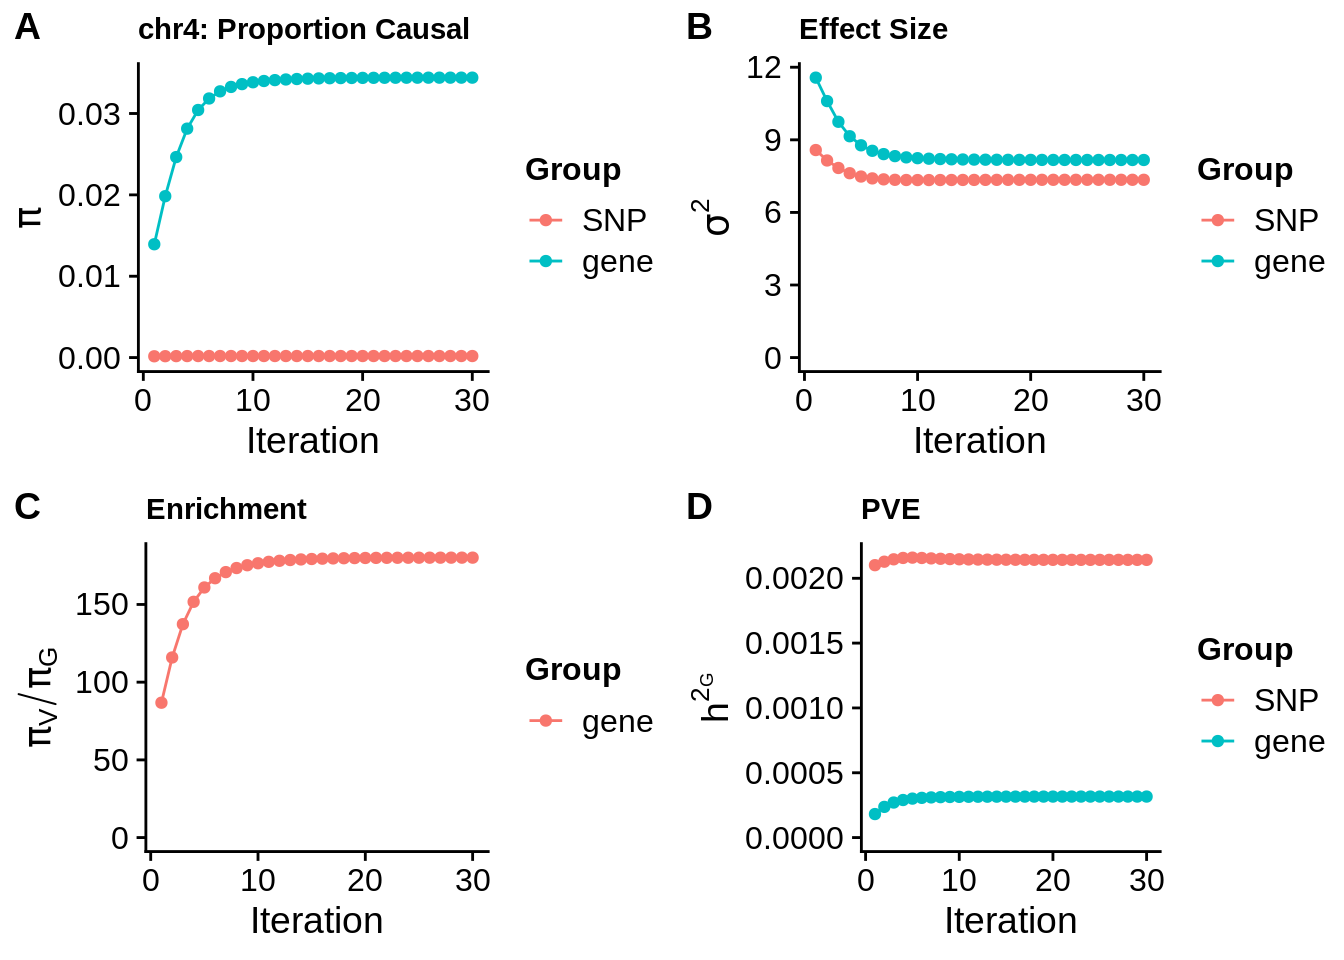 A
chr4: Proportion Causal
π
0.03
0.02
0.01
0.00
0 10 20 30
Iteration
Group
SNP
gene
B
Effect Size
σ²
12
9
6
3
0
0 10 20 30
Iteration
Group
SNP
gene
C
Enrichment
πV/πG
150
100
50
0
0 10 20 30
Iteration
Group
gene
D
PVE
h²G
0.0020
0.0015
0.0010
0.0005
0.0000
0 10 20 30
Iteration
Group
SNP
gene